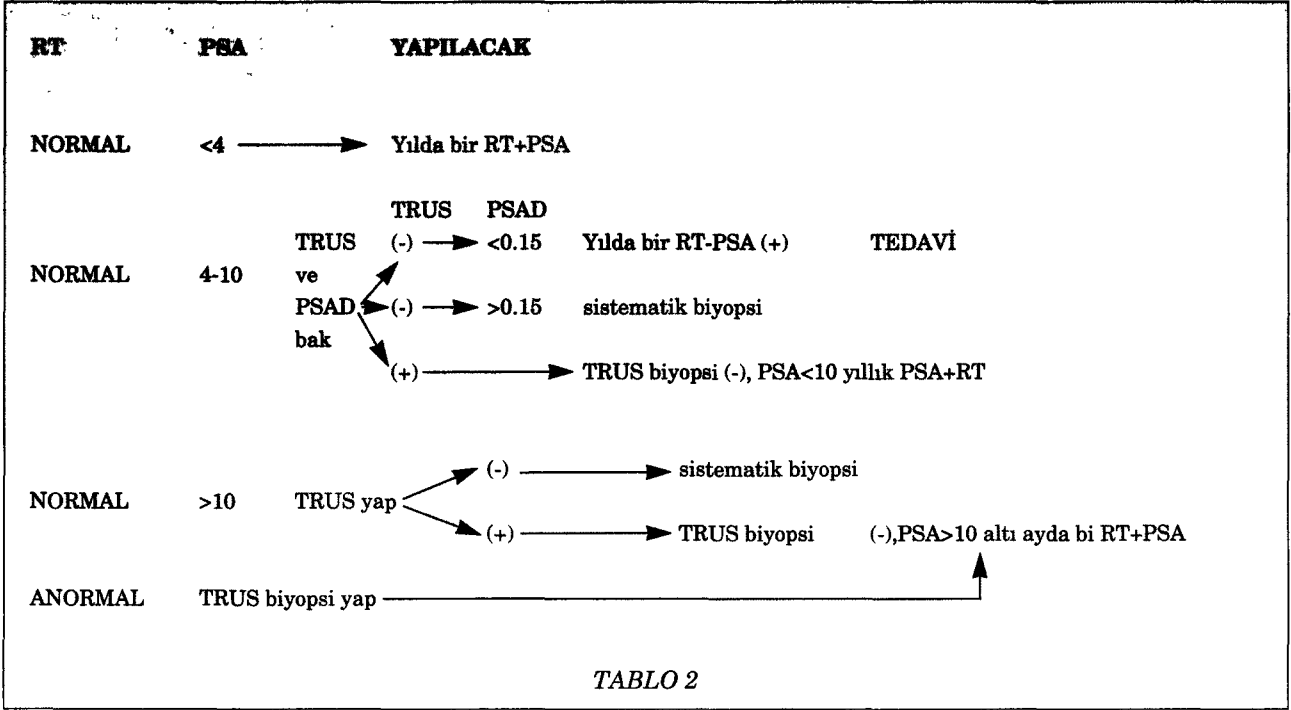 RT PSA YAPILACAK
NORMAL <4 Yılda bir RT+PSA
TRUS PSAD
TRUS (-) <0.15 Yılda bir RT-PSA (+) TEDAVİ
NORMAL 4-10 ve
PSAD (-) >0.15 sistematik biyopsi
bak
(+) TRUS biyopsi (-), PSA<10 yıllık PSA+RT
(-) sistematik biyopsi
NORMAL >10 TRUS yap
(+) TRUS biyopsi (-),PSA>10 altı ayda bi RT+PSA
ANORMAL TRUS biyopsi yap
TABLO 2